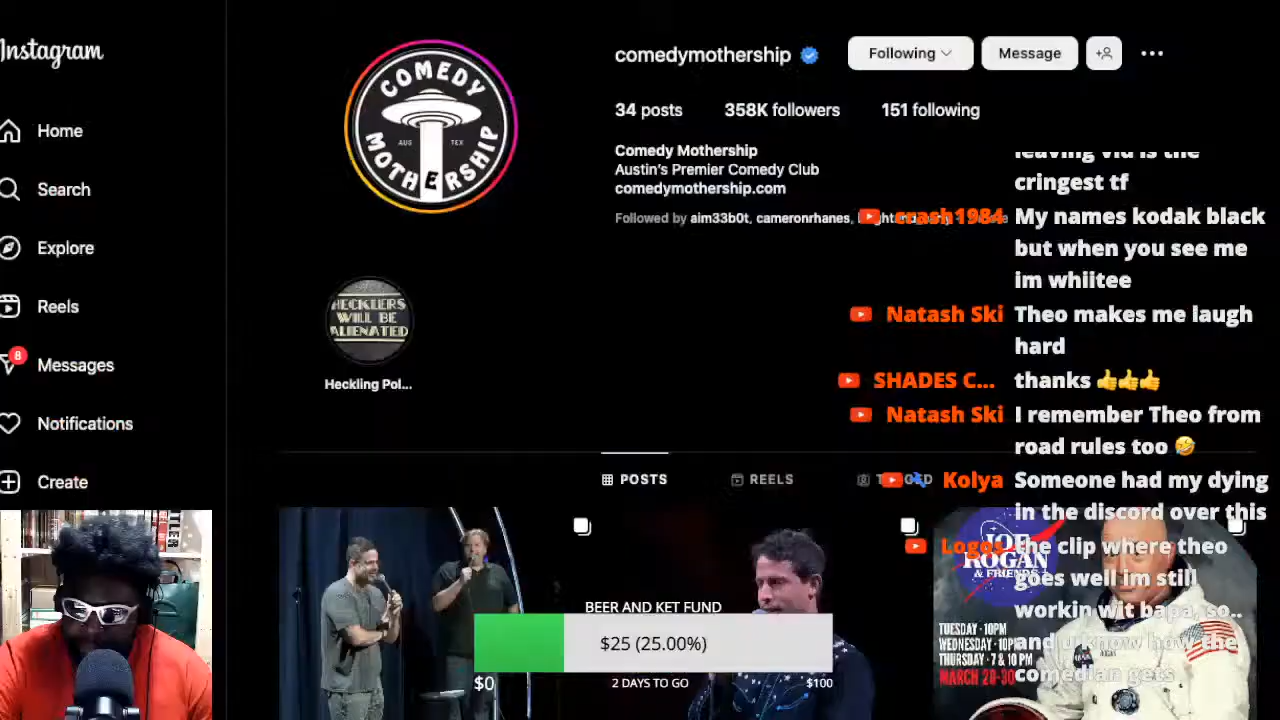 Instagram
Home
Search
Explore
Reels
8
Messages
Notifications
Create
COMEDY
AUS TEX
MOTHERSHIP
comedymothership
Following
Message
34 posts 358K followers 151 following
Comedy Mothership
Austin's Premier Comedy Club
comedymothership.com
Followed by aim33b0t, cameronrhanes,
HECKLERS
WILL BE
ALIENATED
Heckling Pol...
POSTS
REELS
leaving vid is the
cringest tf
crash1984 My names kodak black
but when you see me
im whiitee
Natash Ski Theo makes me laugh
hard
SHADES C... thanks 👍👍👍
Natash Ski I remember Theo from
road rules too 🤣
Kolya Someone had my dying
in the discord over this
Logos the clip where theo
goes well im still
workin wit bapa, so..
and u know how the
comedian gets
JOE
ROGAN
& FRIENDS
TUESDAY · 10PM
WEDNESDAY · 10PM
THURSDAY · 7 & 10 PM
MARCH 28-30
BEER AND KET FUND
$25 (25.00%)
$0 2 DAYS TO GO $100